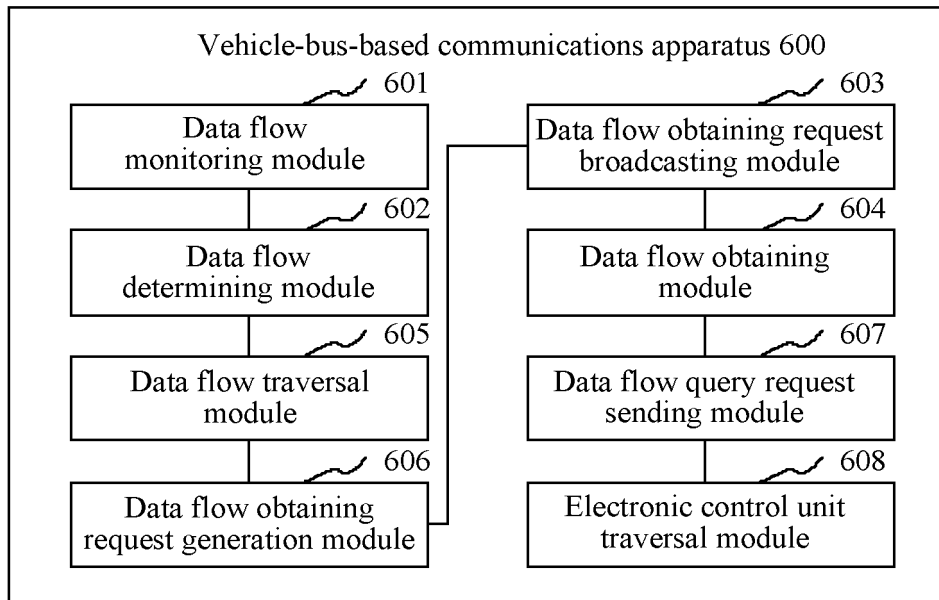 Vehicle-bus-based communications apparatus 600
601
Data flow
monitoring module
602
Data flow
determining module
605
Data flow traversal
module
606
Data flow obtaining
request generation module
603
Data flow obtaining request
broadcasting module
604
Data flow obtaining
module
607
Data flow query request
sending module
608
Electronic control unit
traversal module